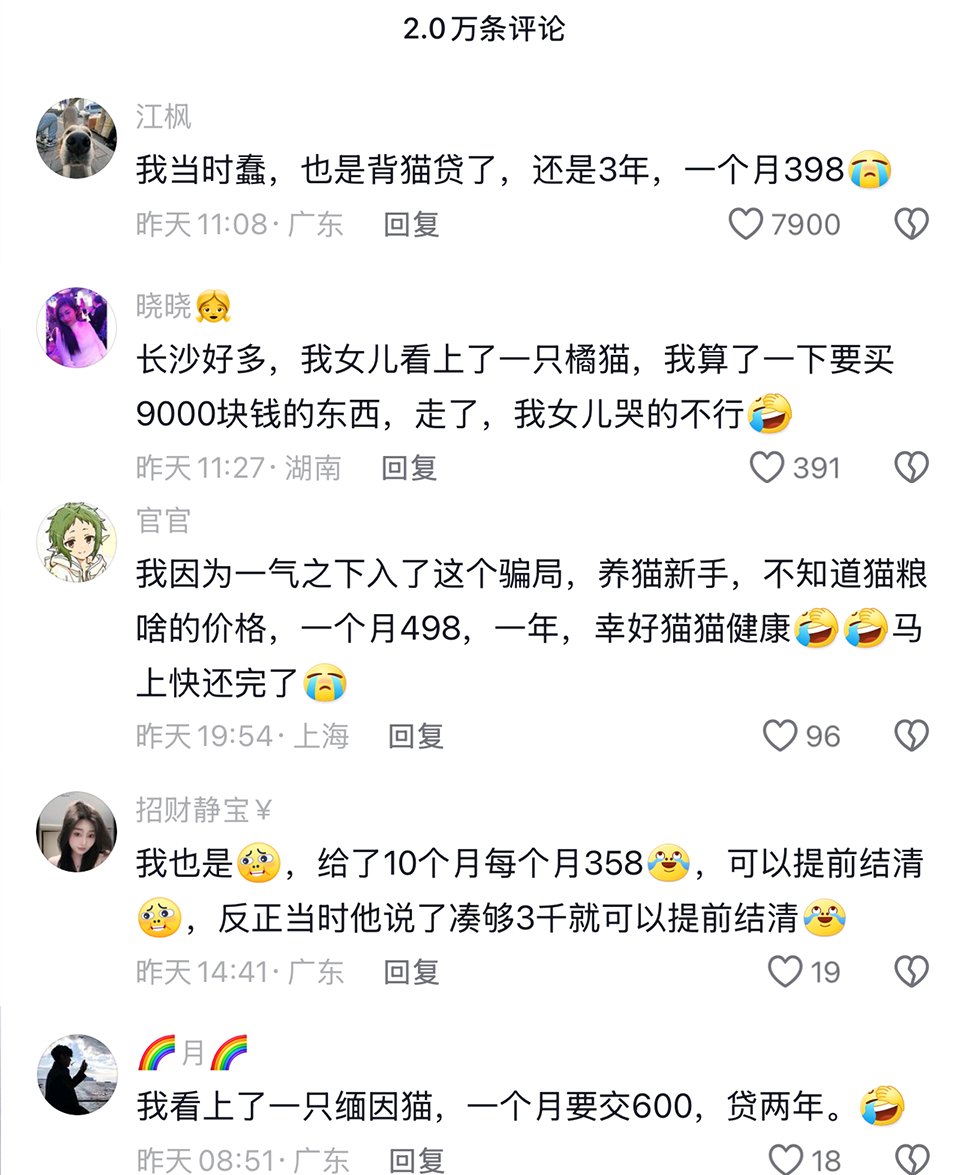 2.0万条评论
江枫
我当时蠢，也是背猫贷了，还是3年，一个月398😭
昨天11:08·广东 回复 7900
晓晓👧
长沙好多，我女儿看上了一只橘猫，我算了一下要买
9000块钱的东西，走了，我女儿哭的不行🤣
昨天11:27·湖南 回复 391
官官
我因为一气之下入了这个骗局，养猫新手，不知道猫粮
啥的价格，一个月498，一年，幸好猫猫健康🤣🤣马
上快还完了😭
昨天19:54·上海 回复 96
招财静宝￥
我也是，给了10个月每个月358😂，可以提前结清
，反正当时他说了凑够3千就可以提前结清😂
昨天14:41·广东 回复 19
🌈月🌈
我看上了一只缅因猫，一个月要交600，贷两年。🤣
昨天08:51·广东 回复 18